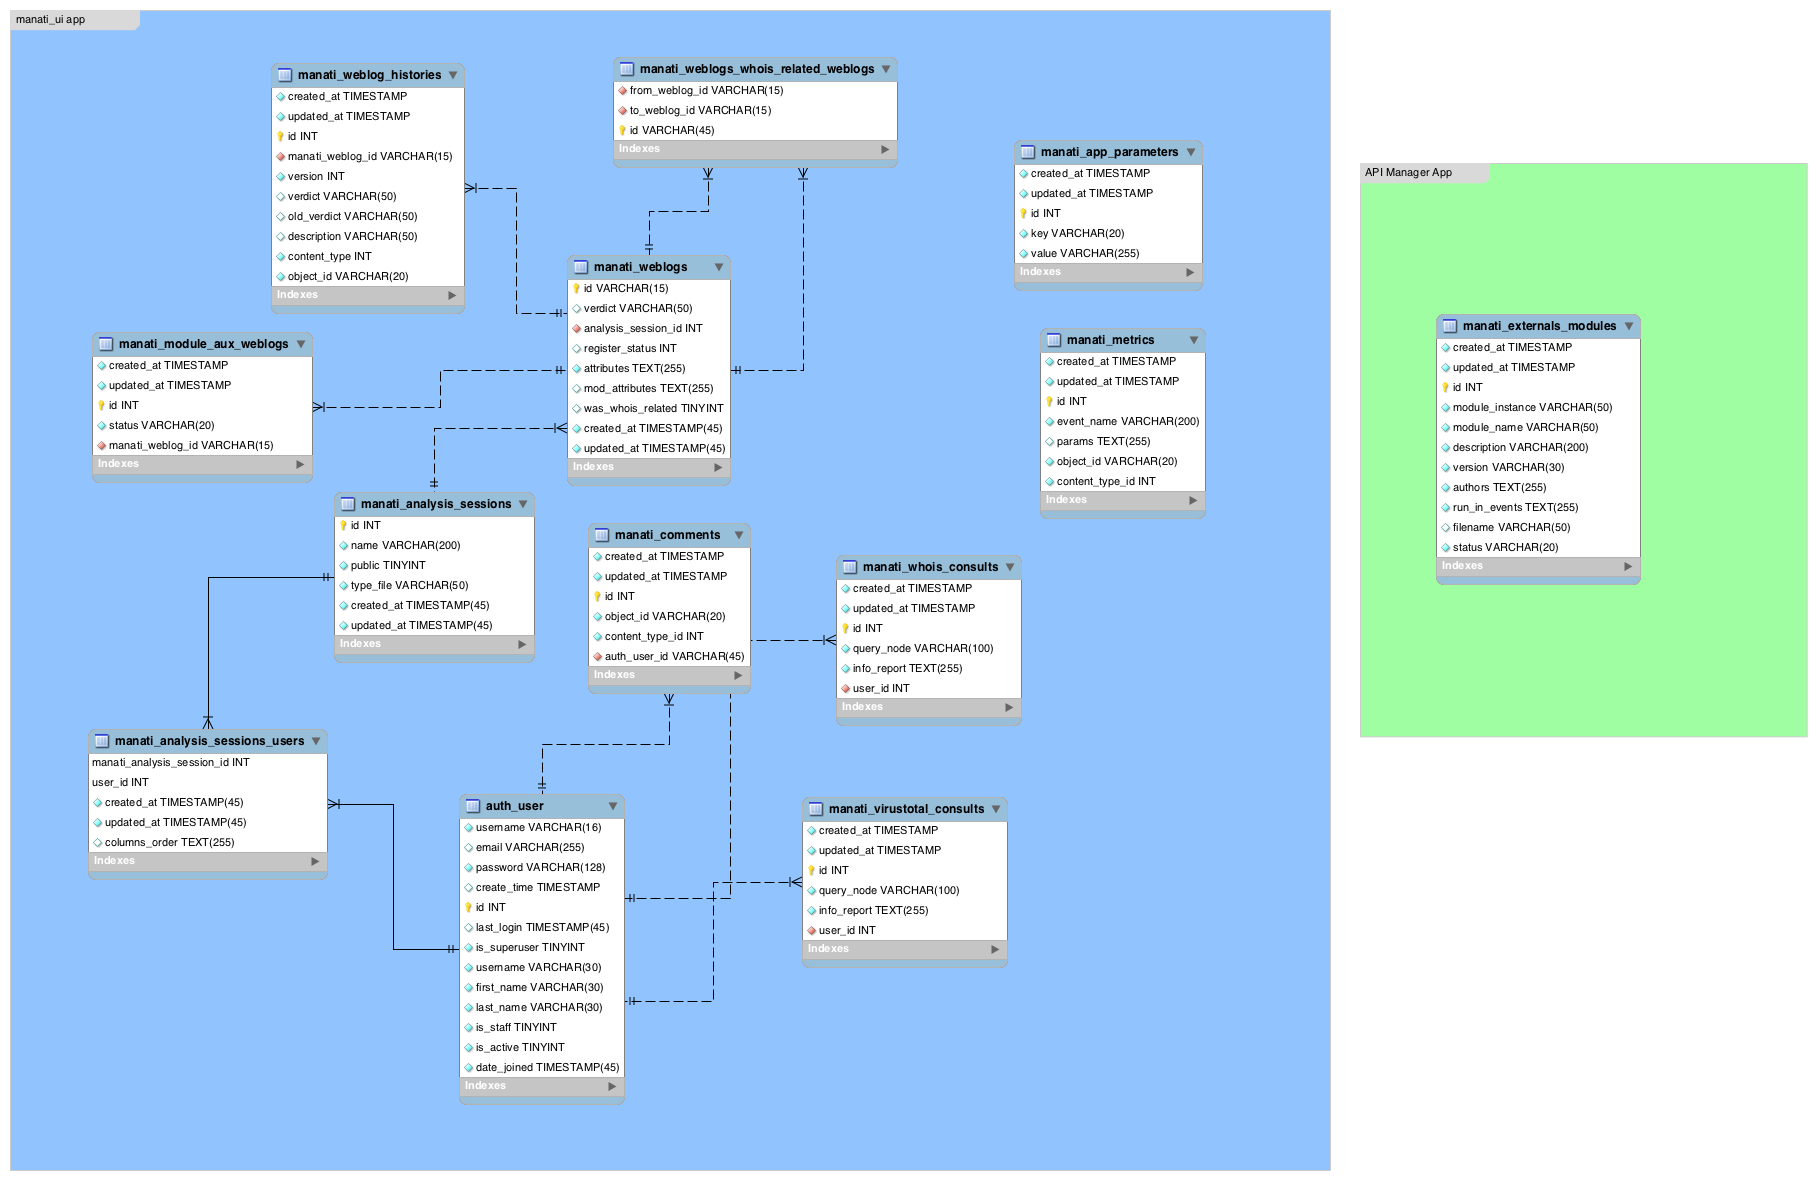 manati_ui app
manati_weblog_histories
created_at TIMESTAMP
updated_at TIMESTAMP
id INT
manati_weblog_id VARCHAR(15)
version INT
verdict VARCHAR(50)
old_verdict VARCHAR(50)
description VARCHAR(50)
content_type INT
object_id VARCHAR(20)
Indexes
manati_weblogs_whois_related_weblogs
from_weblog_id VARCHAR(15)
to_weblog_id VARCHAR(15)
id VARCHAR(45)
Indexes
manati_app_parameters
created_at TIMESTAMP
updated_at TIMESTAMP
id INT
key VARCHAR(20)
value VARCHAR(255)
Indexes
manati_weblogs
id VARCHAR(15)
verdict VARCHAR(50)
analysis_session_id INT
register_status INT
attributes TEXT(255)
mod_attributes TEXT(255)
was_whois_related TINYINT
created_at TIMESTAMP(45)
updated_at TIMESTAMP(45)
Indexes
manati_module_aux_weblogs
created_at TIMESTAMP
updated_at TIMESTAMP
id INT
status VARCHAR(20)
manati_weblog_id VARCHAR(15)
Indexes
manati_metrics
created_at TIMESTAMP
updated_at TIMESTAMP
id INT
event_name VARCHAR(200)
params TEXT(255)
object_id VARCHAR(20)
content_type_id INT
Indexes
manati_analysis_sessions
id INT
name VARCHAR(200)
public TINYINT
type_file VARCHAR(50)
created_at TIMESTAMP(45)
updated_at TIMESTAMP(45)
Indexes
manati_comments
created_at TIMESTAMP
updated_at TIMESTAMP
id INT
object_id VARCHAR(20)
content_type_id INT
auth_user_id VARCHAR(45)
Indexes
manati_whois_consults
created_at TIMESTAMP
updated_at TIMESTAMP
id INT
query_node VARCHAR(100)
info_report TEXT(255)
user_id INT
Indexes
manati_analysis_sessions_users
manati_analysis_session_id INT
user_id INT
created_at TIMESTAMP(45)
updated_at TIMESTAMP(45)
columns_order TEXT(255)
Indexes
auth_user
username VARCHAR(16)
email VARCHAR(255)
password VARCHAR(128)
create_time TIMESTAMP
id INT
last_login TIMESTAMP(45)
is_superuser TINYINT
username VARCHAR(30)
first_name VARCHAR(30)
last_name VARCHAR(30)
is_staff TINYINT
is_active TINYINT
date_joined TIMESTAMP(45)
Indexes
manati_virustotal_consults
created_at TIMESTAMP
updated_at TIMESTAMP
id INT
query_node VARCHAR(100)
info_report TEXT(255)
user_id INT
Indexes
API Manager App
manati_externals_modules
created_at TIMESTAMP
updated_at TIMESTAMP
id INT
module_instance VARCHAR(50)
module_name VARCHAR(50)
description VARCHAR(200)
version VARCHAR(30)
authors TEXT(255)
run_in_events TEXT(255)
filename VARCHAR(50)
status VARCHAR(20)
Indexes